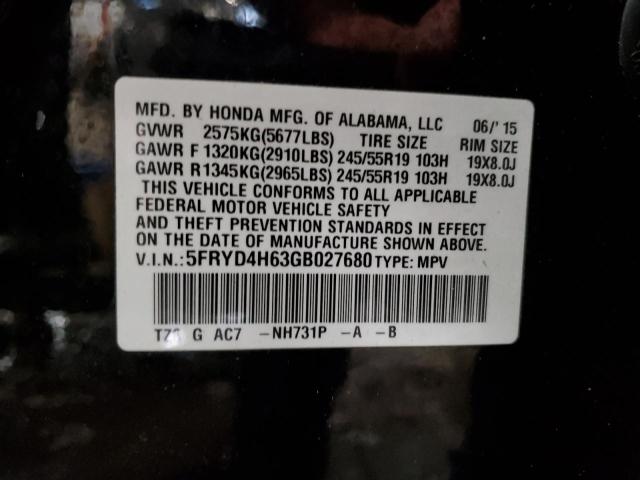 MFD. BY HONDA MFG. OF ALABAMA, LLC 06/' 15
GVWR 2575KG(5677LBS) TIRE SIZE RIM SIZE
GAWR F 1320KG(2910LBS) 245/55R19 103H 19X8.0J
GAWR R1345KG(2965LBS) 245/55R19 103H 19X8.0J
THIS VEHICLE CONFORMS TO ALL APPLICABLE
FEDERAL MOTOR VEHICLE SAFETY
AND THEFT PREVENTION STANDARDS IN EFFECT
ON THE DATE OF MANUFACTURE SHOWN ABOVE.
V.I.N.: 5FRYD4H63GB027680 TYPE: MPV
G AC7 -NH731P -A -B